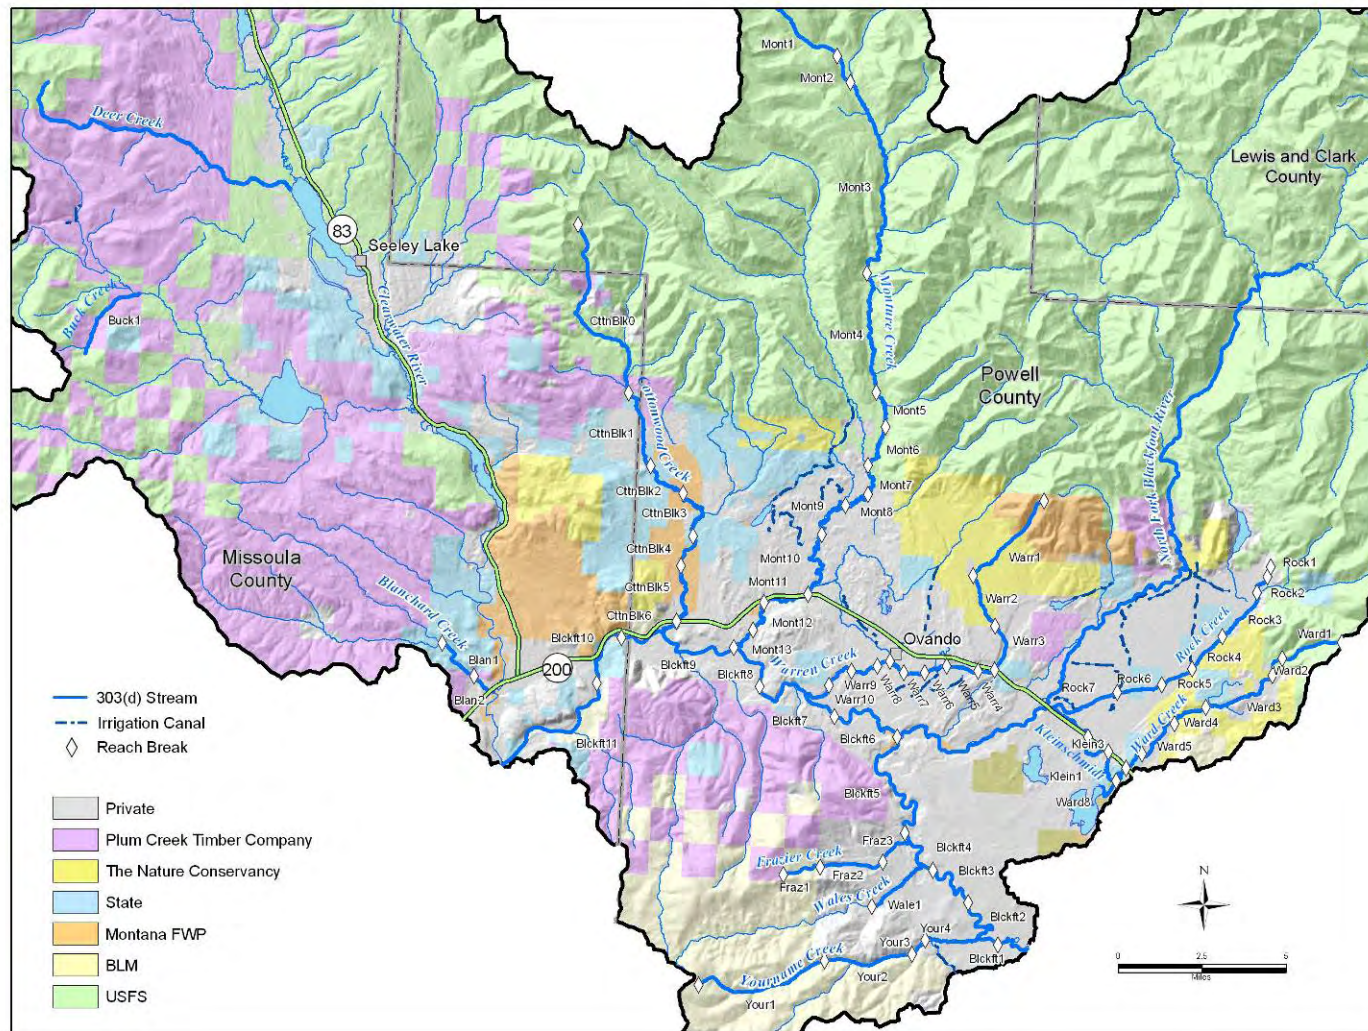 Mont1
Mont2
Deer Creek
Lewis and Clark
County
Mont3
83
Seeley Lake
Buck Creek
Buck1
Clearwater River
CttnBlk0
Monture Creek
Mont4
North Fork Blackfoot River
Powell
County
Cottonwood Creek
Mont5
CttnBlk1
Mont6
CttnBlk2
Mont7
CttnBlk3
Mont9
Mont8
CttnBlk4
Mont10
Warr1
Missoula
County
Rock1
CttnBlk5
Mont11
Rock2
Blanchard Creek
CttnBlk6
Warr2
Rock3
Rock Creek
Blckft10
Mont12
Ovando
Warr3
Ward1
Mont13
Rock4
Blan1
200
Blckft9
Warren Creek
Ward2
Blckft8
Warr9
Warr8
Warr7
Warr6
Warr5
Warr4
Rock7
Rock6
Rock5
303(d) Stream
Blan2
Warr10
Ward3
Irrigation Canal
Blckft7
Ward4
Reach Break
Blckft11
Blckft6
Kleinschmidt
Klein3
Ward Creek
Ward5
Klein1
Blckft5
Ward8
Private
Plum Creek Timber Company
Fraz3
Blckft4
Frazier Creek
The Nature Conservancy
Fraz1
Fraz2
Blckft3
State
Wales Creek
Wale1
Blckft2
Montana FWP
Your4
N
BLM
Yourname Creek
Your3
Blckft1
Your2
0
2.5
5
Miles
USFS
Your1